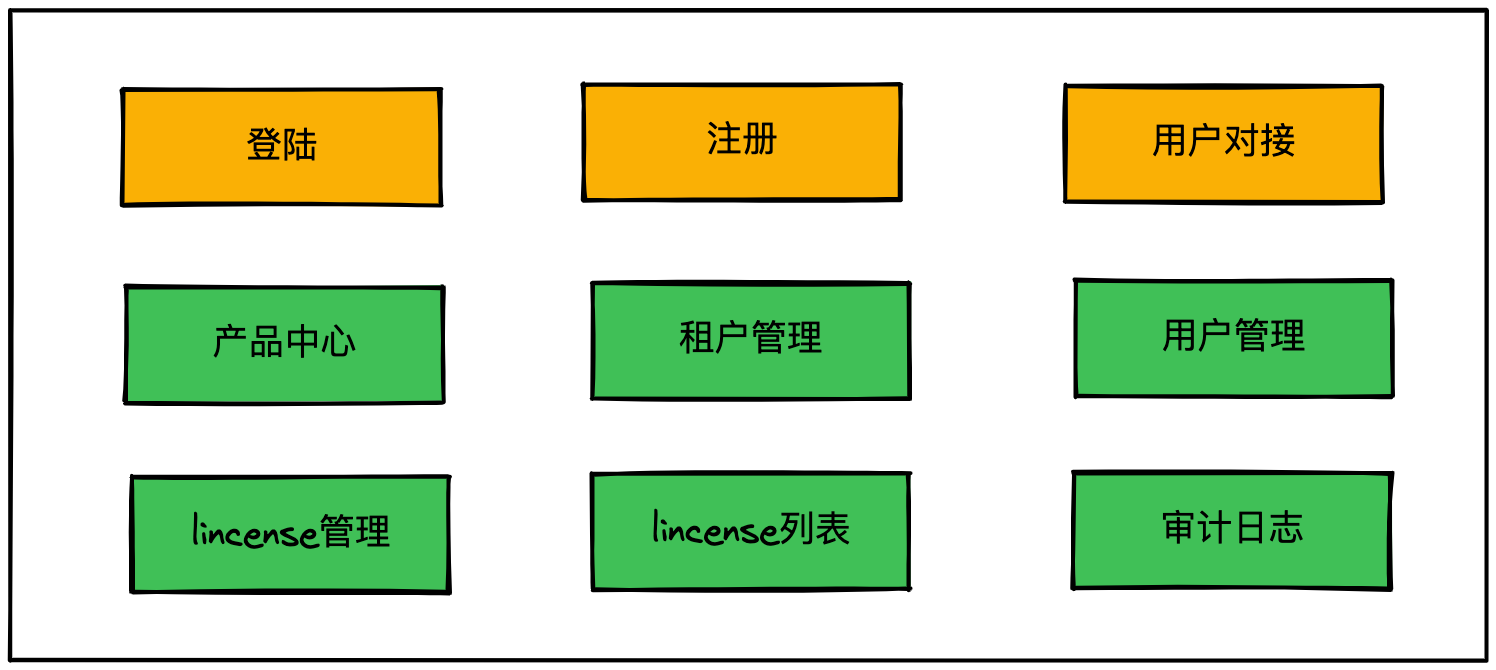 登陆
注册
用户对接
产品中心
租户管理
用户管理
lincense管理
lincense列表
审计日志